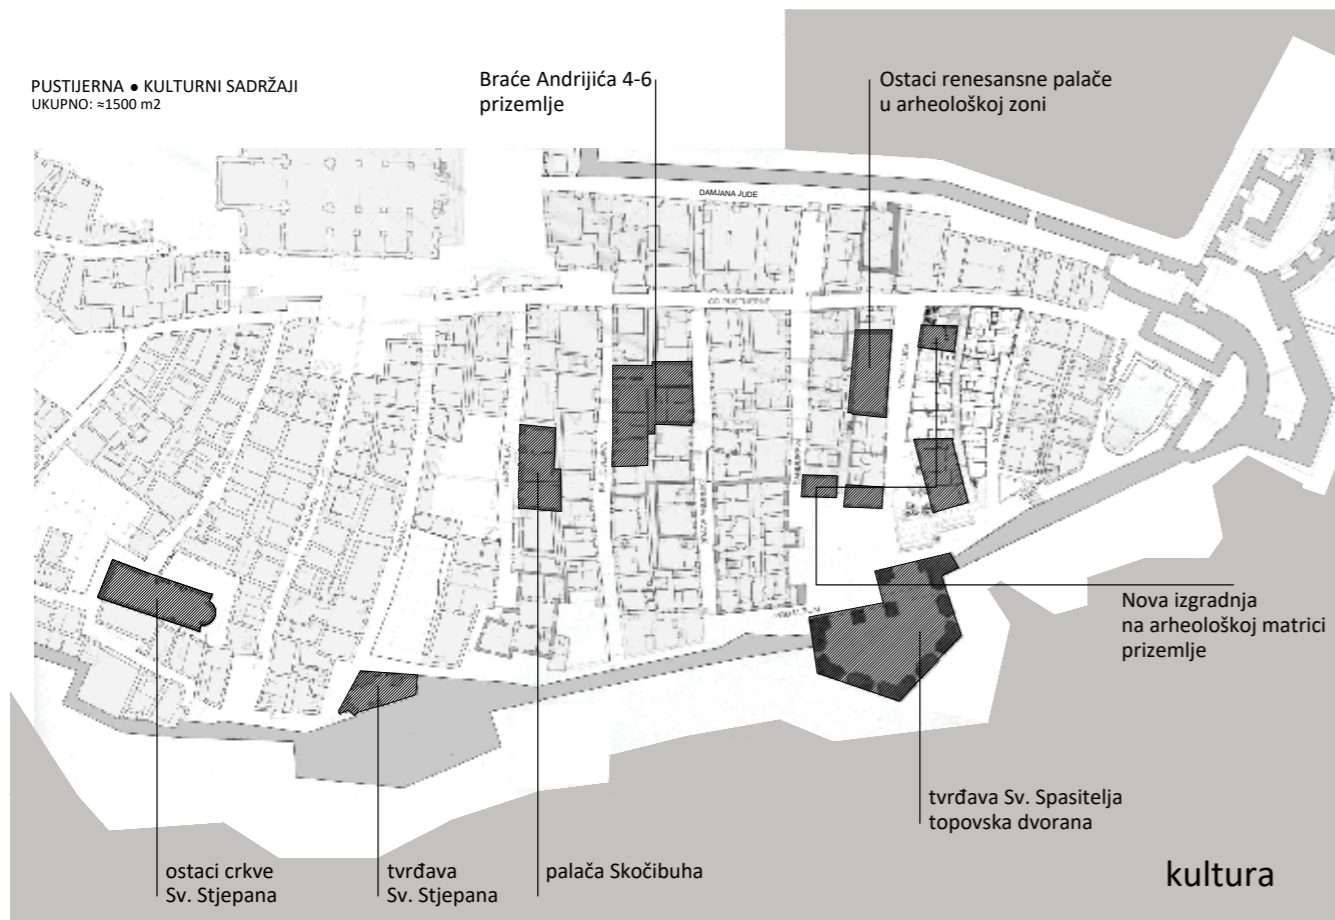 PUSTIJERNA ● KULTURNI SADRŽAJI
UKUPNO: ≈1500 m2
Braće Andrijića 4-6
prizemlje
Ostaci renesansne palače
u arheološkoj zoni
DAMJANA JUDE
OD PUSTIJERNE
Nova izgradnja
na arheološkoj matrici
prizemlje
tvrđava Sv. Spasitelja
topovska dvorana
ostaci crkve
Sv. Stjepana
tvrđava
Sv. Stjepana
palača Skočibuha
kultura